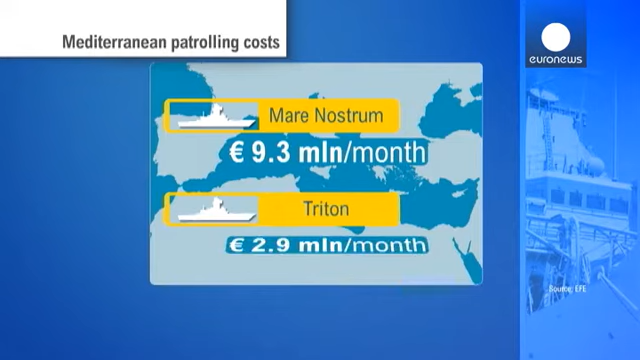 Mediterranean patrolling costs
euronews
Mare Nostrum
€ 9.3 mln/month
Triton
€ 2.9 mln/month
Source: EFE